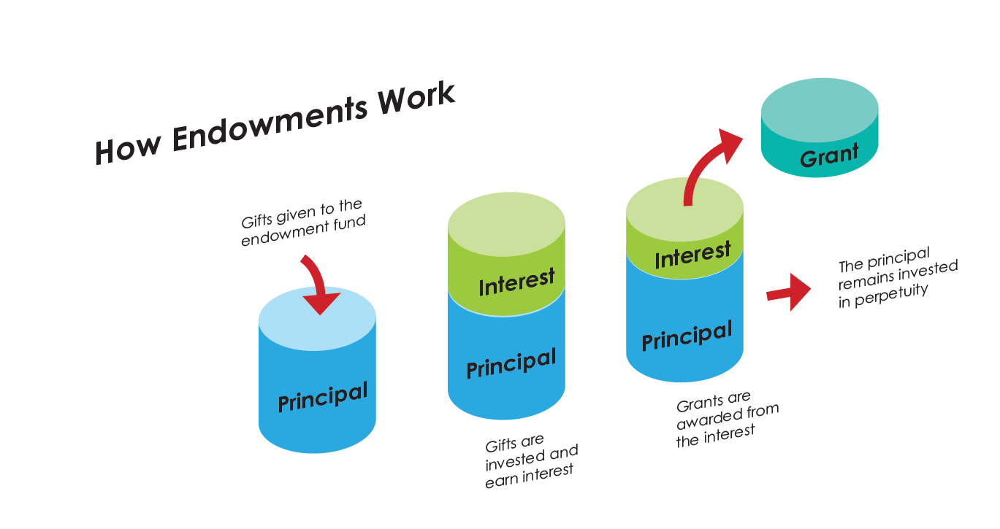 How Endowments Work
Gifts given to the
endowment fund
Principal
Interest
Principal
Gifts are
invested and
earn interest
Grant
Interest
Principal
Grants are
awarded from
the interest
The principal
remains invested
in perpetuity